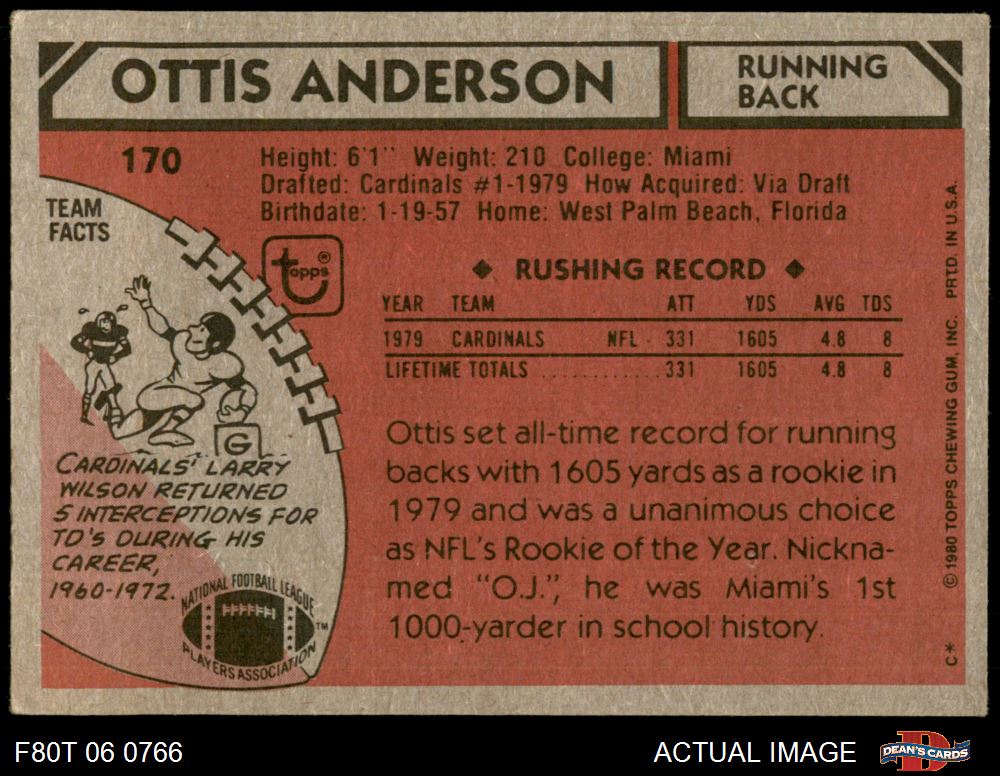 OTTIS ANDERSON
RUNNING
BACK
170
Height: 6'1" Weight: 210 College: Miami
Drafted: Cardinals #1-1979 How Acquired: Via Draft
Birthdate: 1-19-57 Home: West Palm Beach, Florida
TEAM
FACTS
topps®
G
CARDINALS' LARRY
WILSON RETURNED
5 INTERCEPTIONS FOR
TD'S DURING HIS
CAREER,
1960-1972.
NATIONAL FOOTBALL LEAGUE
PLAYERS ASSOCIATION
TM
◆ RUSHING RECORD ◆
YEAR TEAM ATT YDS AVG TDS
1979 CARDINALS NFL 331 1605 4.8 8
LIFETIME TOTALS ............ 331 1605 4.8 8
Ottis set all-time record for running
backs with 1605 yards as a rookie in
1979 and was a unanimous choice
as NFL's Rookie of the Year. Nickna-
med "O.J.", he was Miami's 1st
1000-yarder in school history.
C* © 1980 TOPPS CHEWING GUM, INC. PRTD. IN U.S.A.
F80T 06 0766
ACTUAL IMAGE
D
DEAN'S CARDS